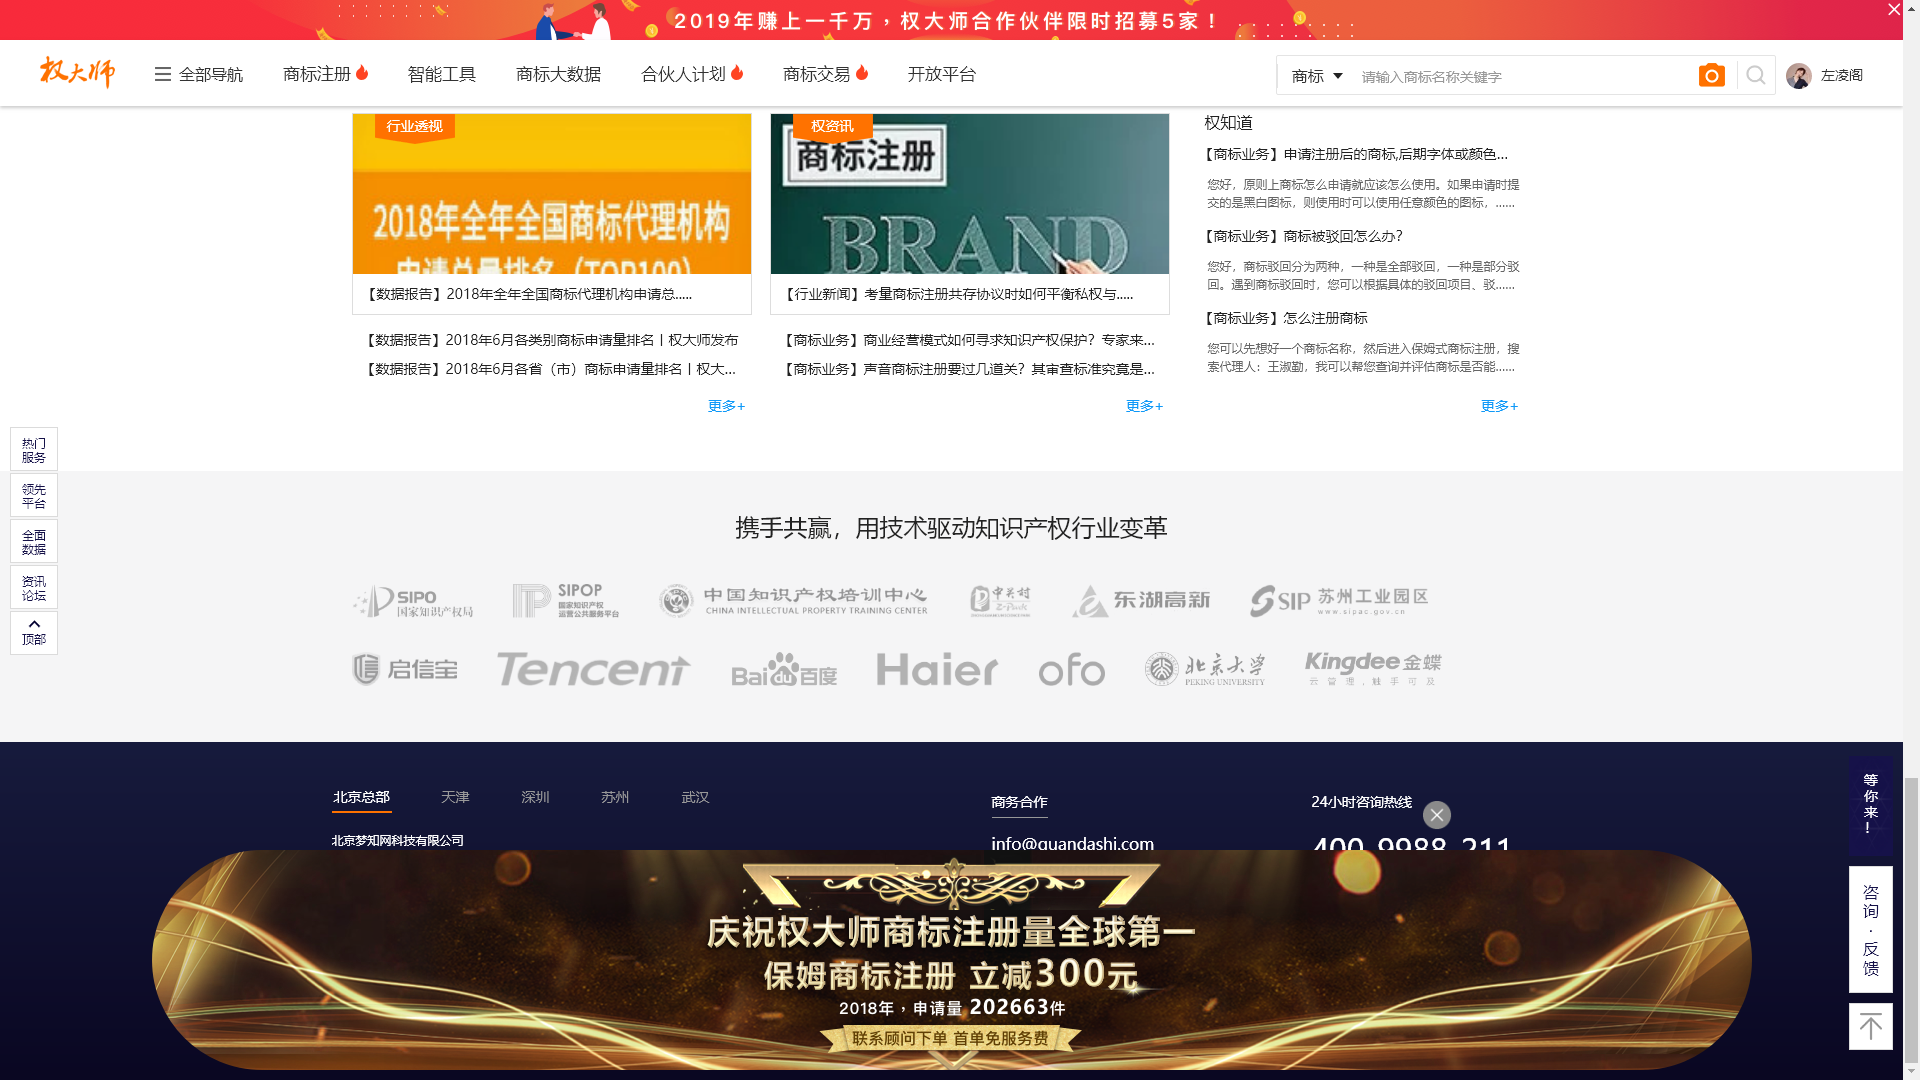 2019年赚上一千万，权大师合作伙伴限时招募5家！
权大师
全部导航
商标注册
智能工具
商标大数据
合伙人计划
商标交易
开放平台
商标
请输入商标名称关键字
左凌阁
行业透视
2018年全年全国商标代理机构
申请总量排名（TOP100）
【数据报告】2018年全年全国商标代理机构申请总.....
【数据报告】2018年6月各类别商标申请量排名丨权大师发布
【数据报告】2018年6月各省（市）商标申请量排名丨权大...
更多+
权资讯
商标注册
BRAND
【行业新闻】考量商标注册共存协议时如何平衡私权与.....
【商标业务】商业经营模式如何寻求知识产权保护？专家来...
【商标业务】声音商标注册要过几道关？其审查标准究竟是...
更多+
权知道
【商标业务】申请注册后的商标,后期字体或颜色...
您好，原则上商标怎么申请就应该怎么使用。如果申请时提
交的是黑白图标，则使用时可以使用任意颜色的图标，......
【商标业务】商标被驳回怎么办？
您好，商标驳回分为两种，一种是全部驳回，一种是部分驳
回。遇到商标驳回时，您可以根据具体的驳回项目、驳......
【商标业务】怎么注册商标
您可以先想好一个商标名称，然后进入保姆式商标注册，搜
索代理人：王淑勤，我可以帮您查询并评估商标是否能......
更多+
热门
服务
领先
平台
全面
数据
资讯
论坛
顶部
携手共赢，用技术驱动知识产权行业变革
SIPO
国家知识产权局
SIPOP
国家知识产权
运营公共服务平台
中国知识产权培训中心
CHINA INTELLECTUAL PROPERTY TRAINING CENTER
中关村
Z-Park
东湖高新
SIP 苏州工业园区
www.sipac.gov.cn
启信宝
Tencent
Baidu百度
Haier
ofo
北京大学
PEKING UNIVERSITY
Kingdee金蝶
云管理，触手可及
北京总部
天津
深圳
苏州
武汉
北京梦知网科技有限公司
商务合作
info@quandashi.com
24小时咨询热线
400-9988-211
庆祝权大师商标注册量全球第一
保姆商标注册 立减300元
2018年，申请量 202663件
联系顾问下单 首单免服务费
等你来！
咨询·反馈